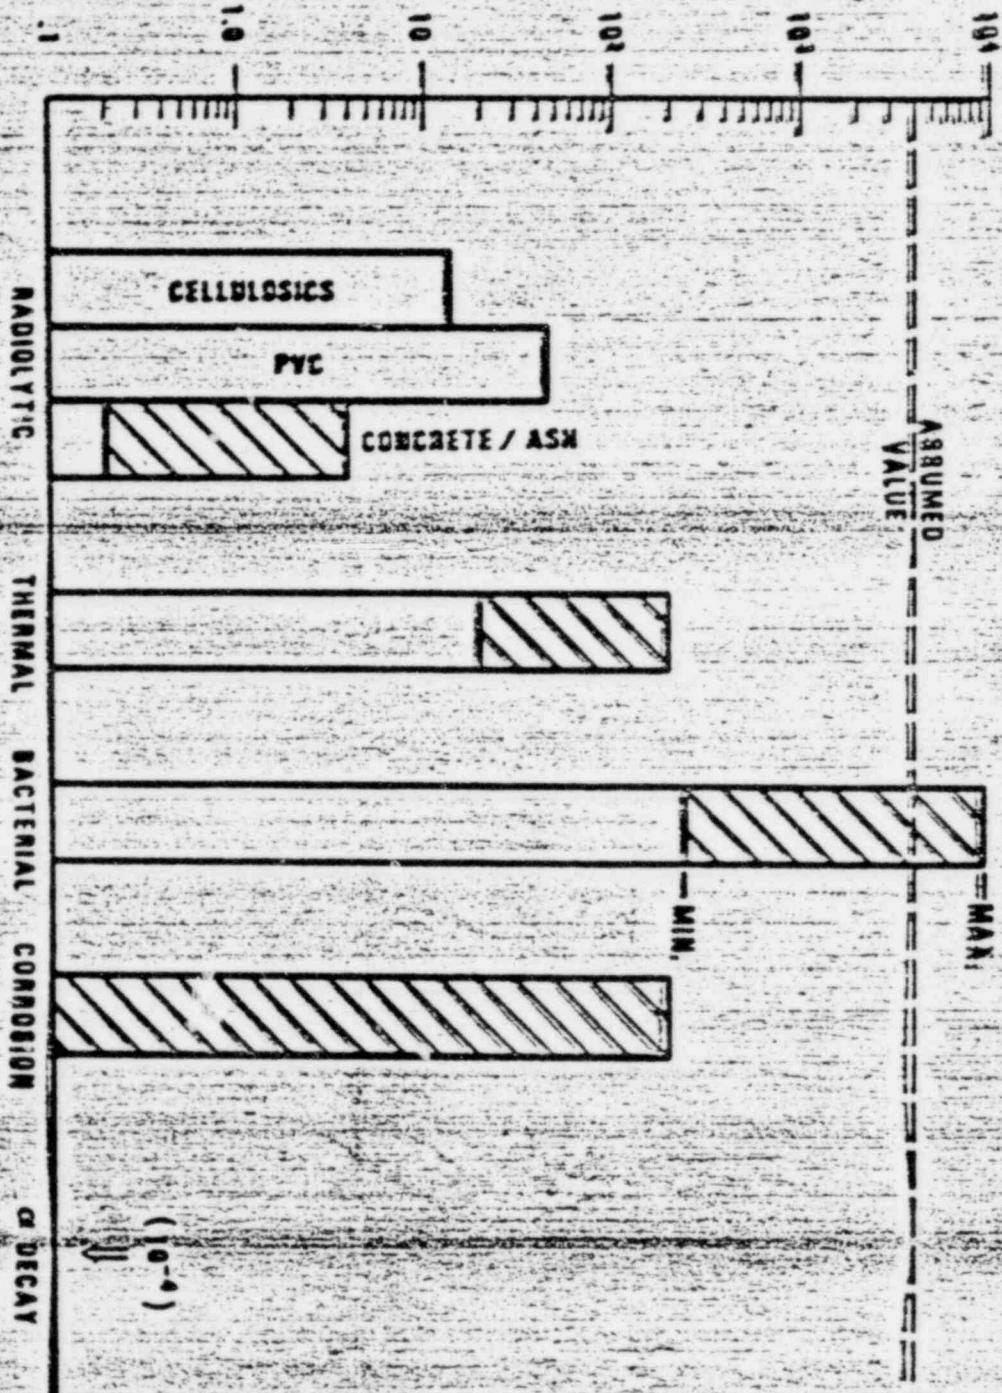 10⁴
10³
10²
10
1.0
.1
ASSUMED
VALUE
CELLULOSICS
PVC
CONCRETE / ASH
MAX.
MIN.
(10⁻⁴)
⇓
RADIOLYTIC THERMAL BACTERIAL CORROSION α DECAY